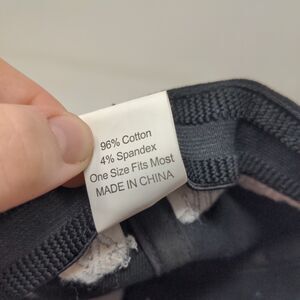 96% Cotton
4% Spandex
One Size Fits Most
MADE IN CHINA